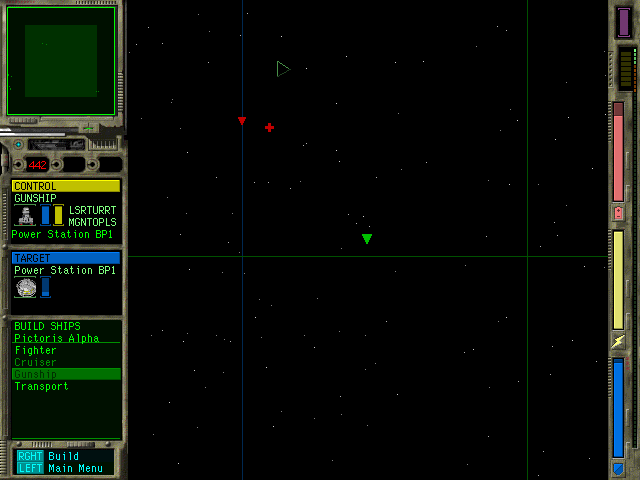 442
CONTROL
GUNSHIP
LSRTURRT
MGNTOPLS
Power Station BP1
TARGET
Power Station BP1
BUILD SHIPS
Pictoris Alpha
Fighter
Cruiser
Gunship
Transport
RGHT Build
LEFT Main Menu